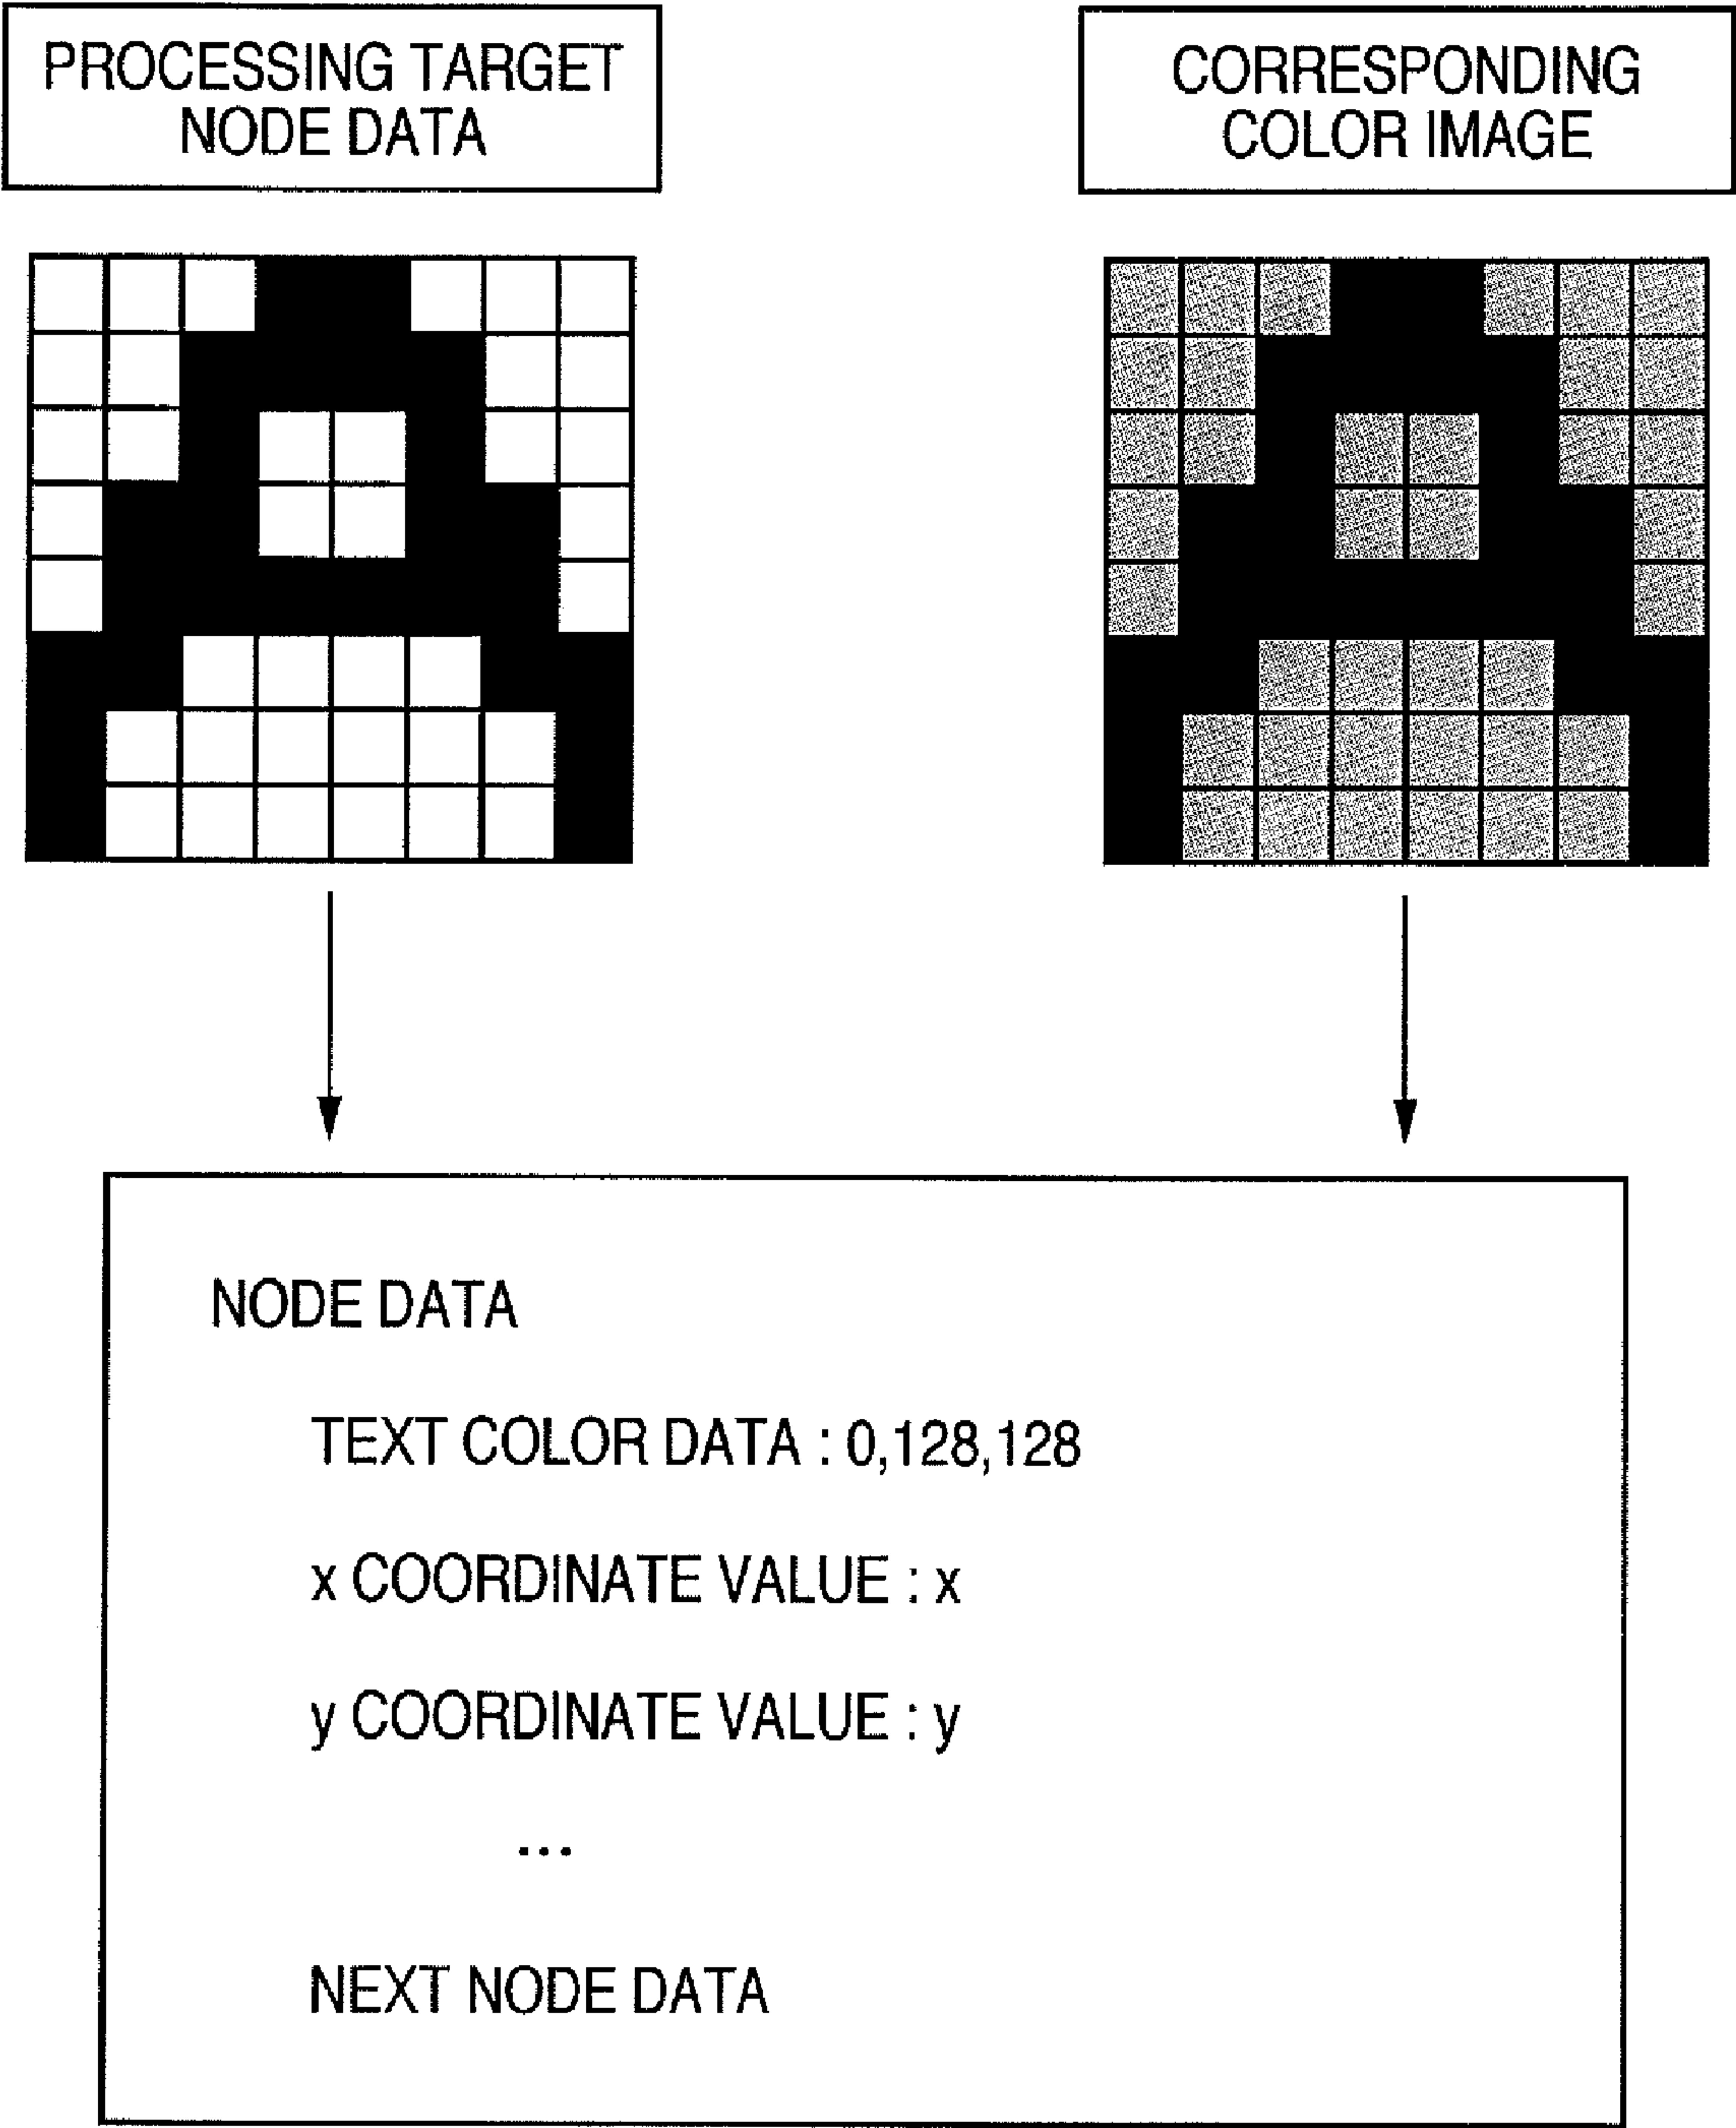 PROCESSING TARGET
NODE DATA
CORRESPONDING
COLOR IMAGE
NODE DATA
TEXT COLOR DATA : 0,128,128
x COORDINATE VALUE : x
y COORDINATE VALUE : y
...
NEXT NODE DATA